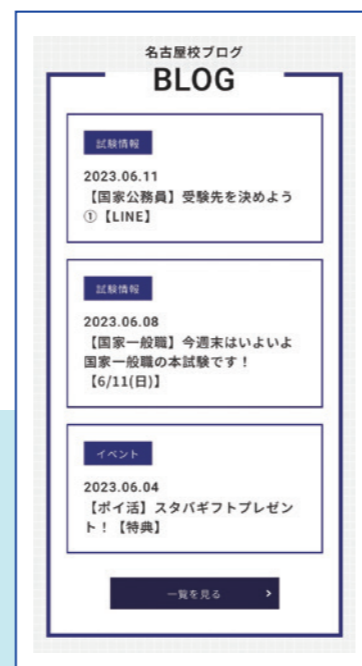 名古屋校ブログ
BLOG
試験情報
2023.06.11
【国家公務員】受験先を決めよう
①【LINE】
試験情報
2023.06.08
【国家一般職】今週末はいよいよ
国家一般職の本試験です！
【6/11(日)】
イベント
2023.06.04
【ポイ活】スタバギフトプレゼン
ト！【特典】
一覧を見る